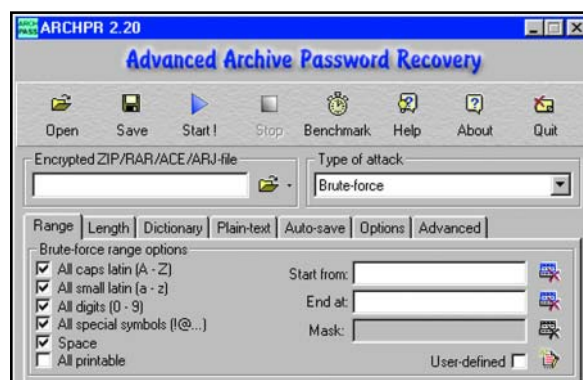 ARCHPR 2.20
Advanced Archive Password Recovery
Open Save Start! Stop Benchmark Help About Quit
Encrypted ZIP/RAR/ACE/ARJ-file
Type of attack
Brute-force
Range Length Dictionary Plain-text Auto-save Options Advanced
Brute-force range options
All caps latin (A - Z)
All small latin (a - z)
All digits (0 - 9)
All special symbols (!@...)
Space
All printable
Start from:
End at:
Mask:
User-defined